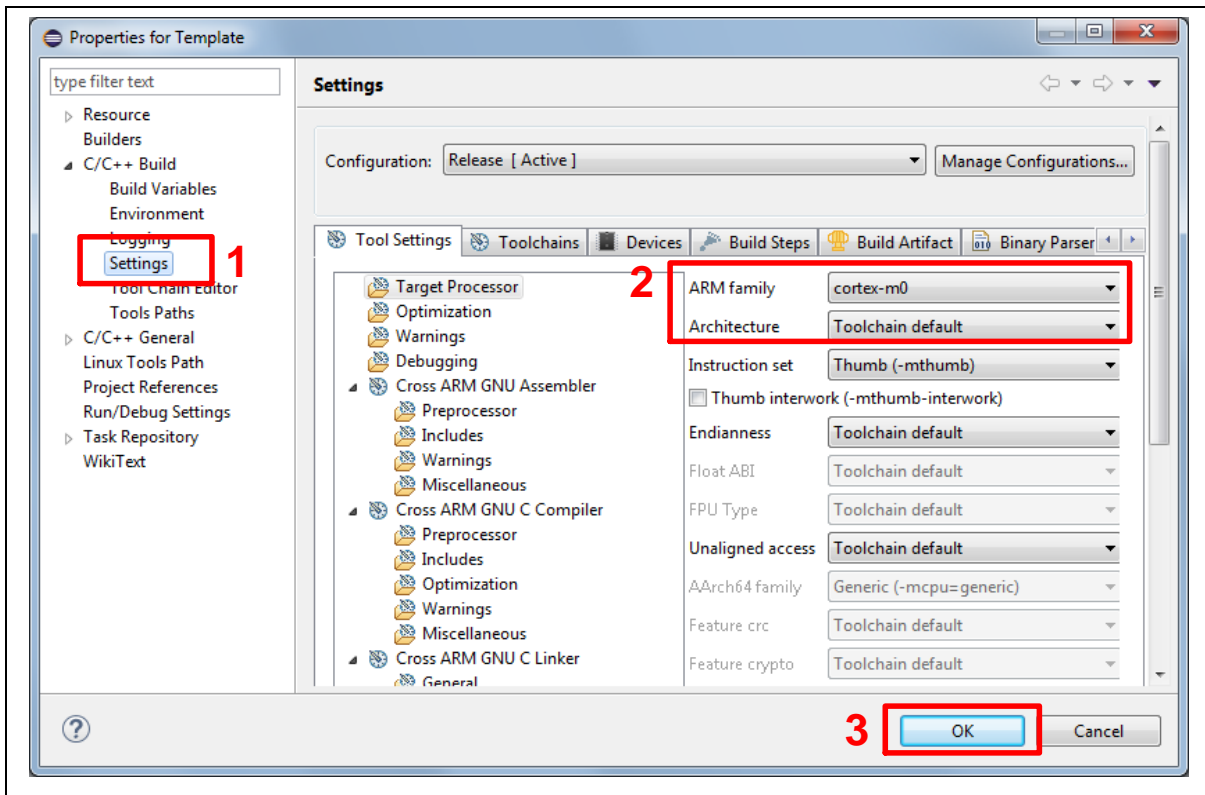 Properties for Template
type filter text
Resource
Builders
C/C++ Build
Build Variables
Environment
Logging
Settings
1
Tool Chain Editor
Tools Paths
C/C++ General
Linux Tools Path
Project References
Run/Debug Settings
Task Repository
WikiText
Settings
Configuration: Release [ Active ] Manage Configurations...
Tool Settings Toolchains Devices Build Steps Build Artifact Binary Parser
Target Processor
Optimization
Warnings
Debugging
Cross ARM GNU Assembler
Preprocessor
Includes
Warnings
Miscellaneous
Cross ARM GNU C Compiler
Preprocessor
Includes
Optimization
Warnings
Miscellaneous
Cross ARM GNU C Linker
General
2
ARM family cortex-m0
Architecture Toolchain default
Instruction set Thumb (-mthumb)
Thumb interwork (-mthumb-interwork)
Endianness Toolchain default
Float ABI Toolchain default
FPU Type Toolchain default
Unaligned access Toolchain default
AArch64 family Generic (-mcpu=generic)
Feature crc Toolchain default
Feature crypto Toolchain default
3
OK Cancel